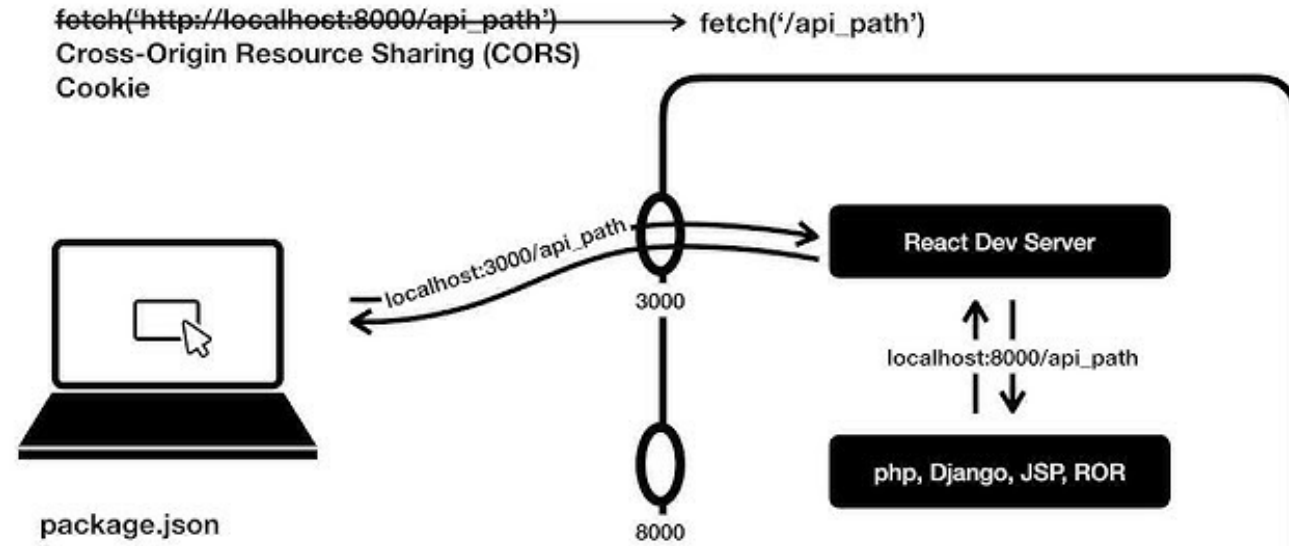 fetch(‘http://localhost:8000/api_path’)
fetch(‘/api_path’)
Cross-Origin Resource Sharing (CORS)
Cookie
localhost:3000/api_path
React Dev Server
3000
localhost:8000/api_path
php, Django, JSP, ROR
package.json
8000